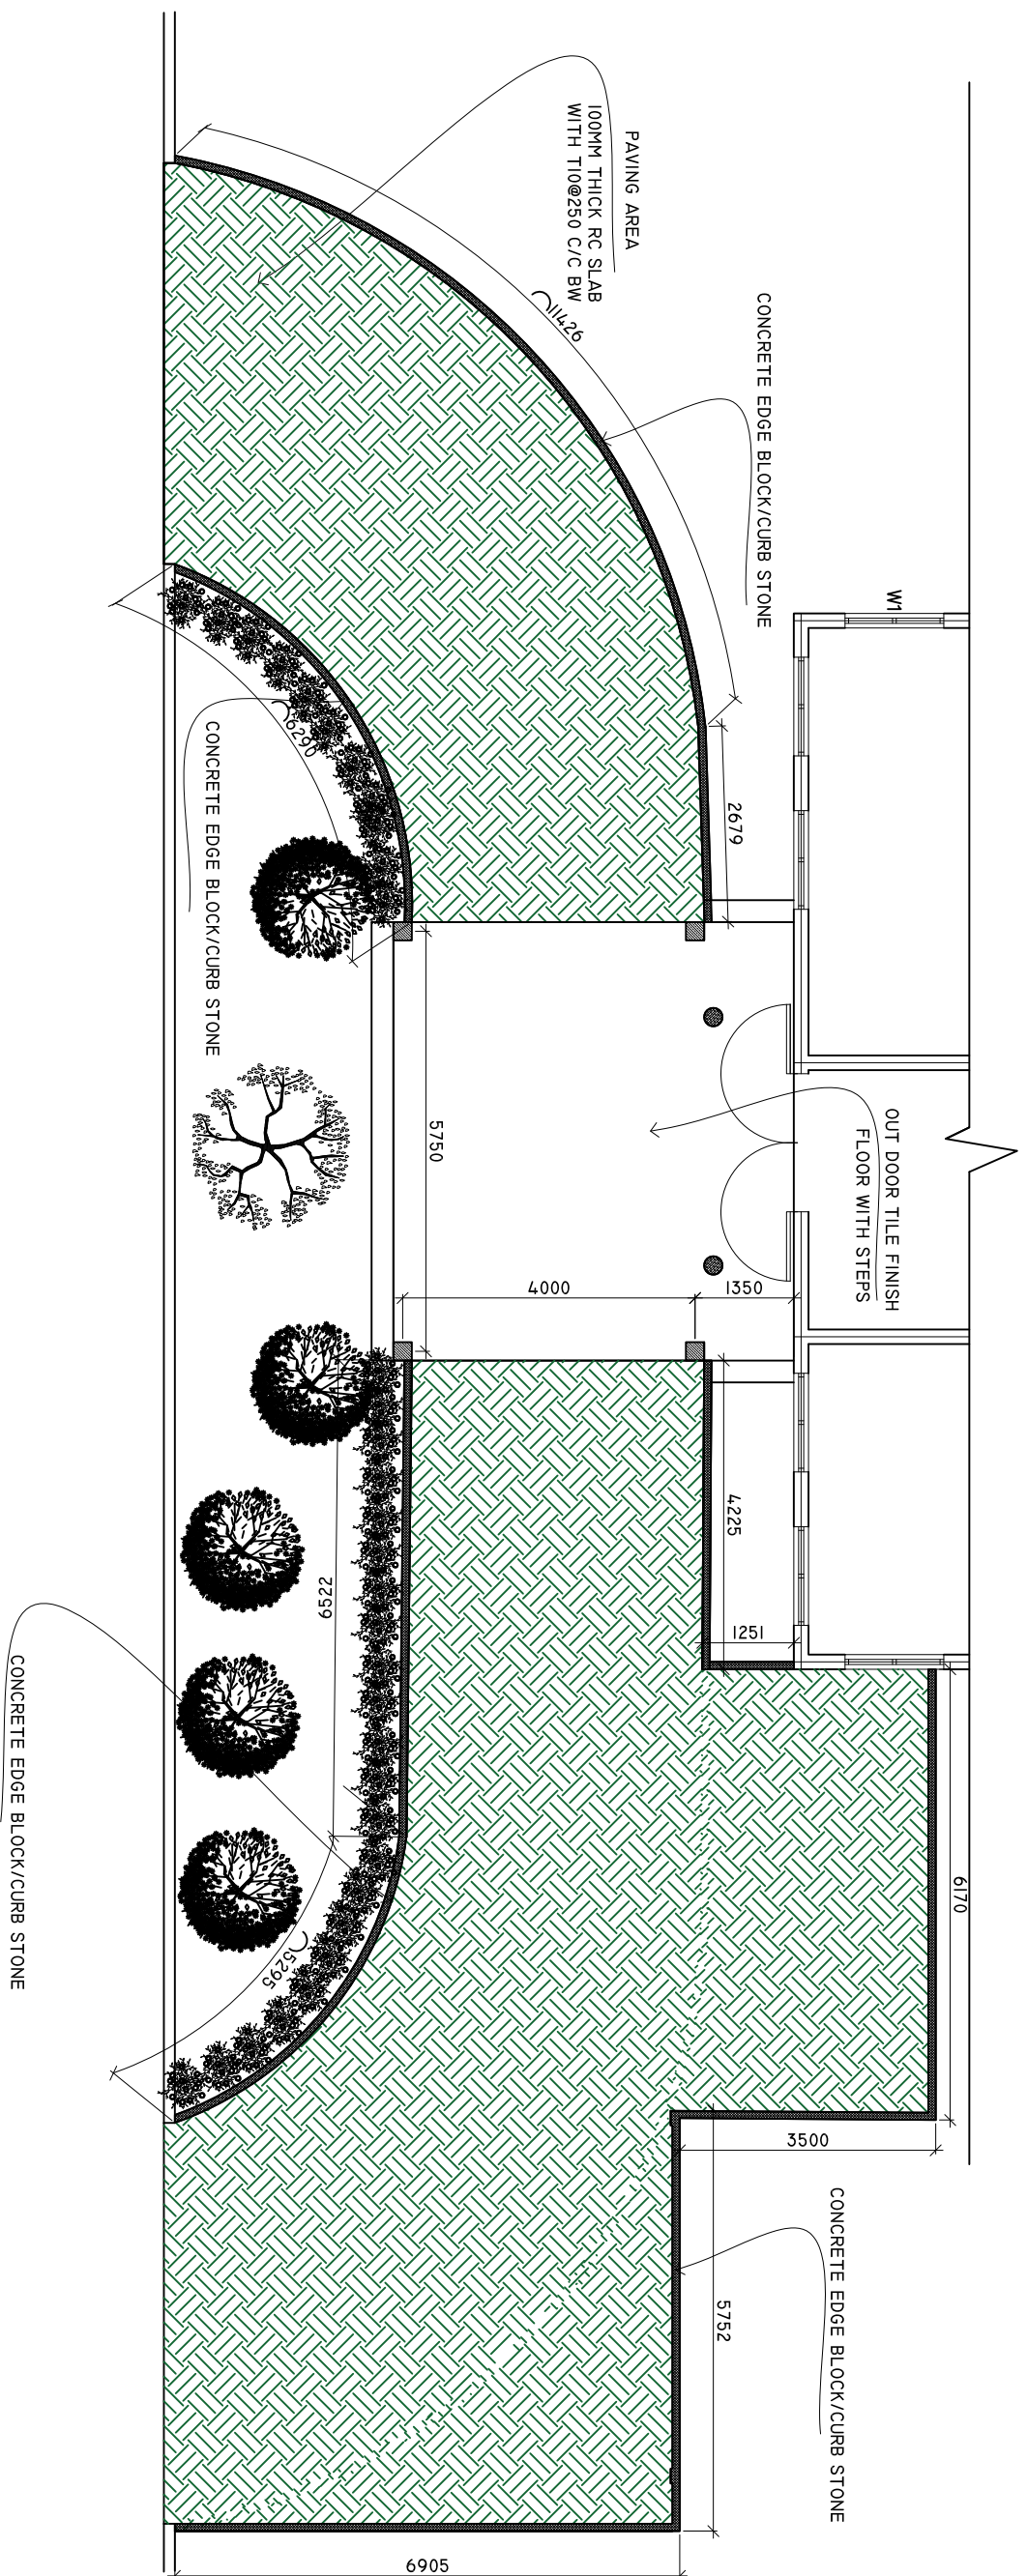 PAVING AREA
100MM THICK RC SLAB
WITH T10@250 C/C BW
11426
CONCRETE EDGE BLOCK/CURB STONE
W1
2679
6290
CONCRETE EDGE BLOCK/CURB STONE
5750
OUT DOOR TILE FINISH
FLOOR WITH STEPS
4000
1350
4225
1251
6522
6170
5295
CONCRETE EDGE BLOCK/CURB STONE
3500
5752
CONCRETE EDGE BLOCK/CURB STONE
6905